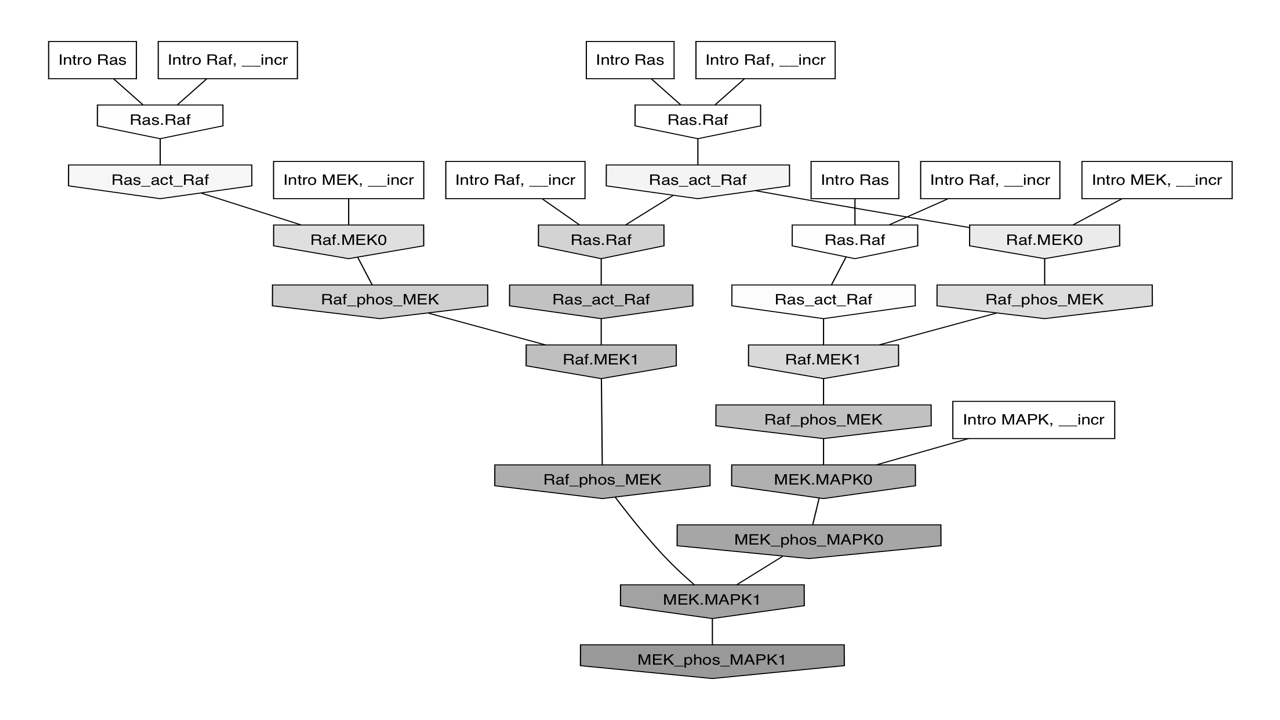 Intro Ras
Intro Raf, __incr
Intro Ras
Intro Raf, __incr
Ras.Raf
Ras.Raf
Ras_act_Raf
Intro MEK, __incr
Intro Raf, __incr
Ras_act_Raf
Intro Ras
Intro Raf, __incr
Intro MEK, __incr
Raf.MEK0
Ras.Raf
Ras.Raf
Raf.MEK0
Raf_phos_MEK
Ras_act_Raf
Ras_act_Raf
Raf_phos_MEK
Raf.MEK1
Raf.MEK1
Raf_phos_MEK
Intro MAPK, __incr
Raf_phos_MEK
MEK.MAPK0
MEK_phos_MAPK0
MEK.MAPK1
MEK_phos_MAPK1